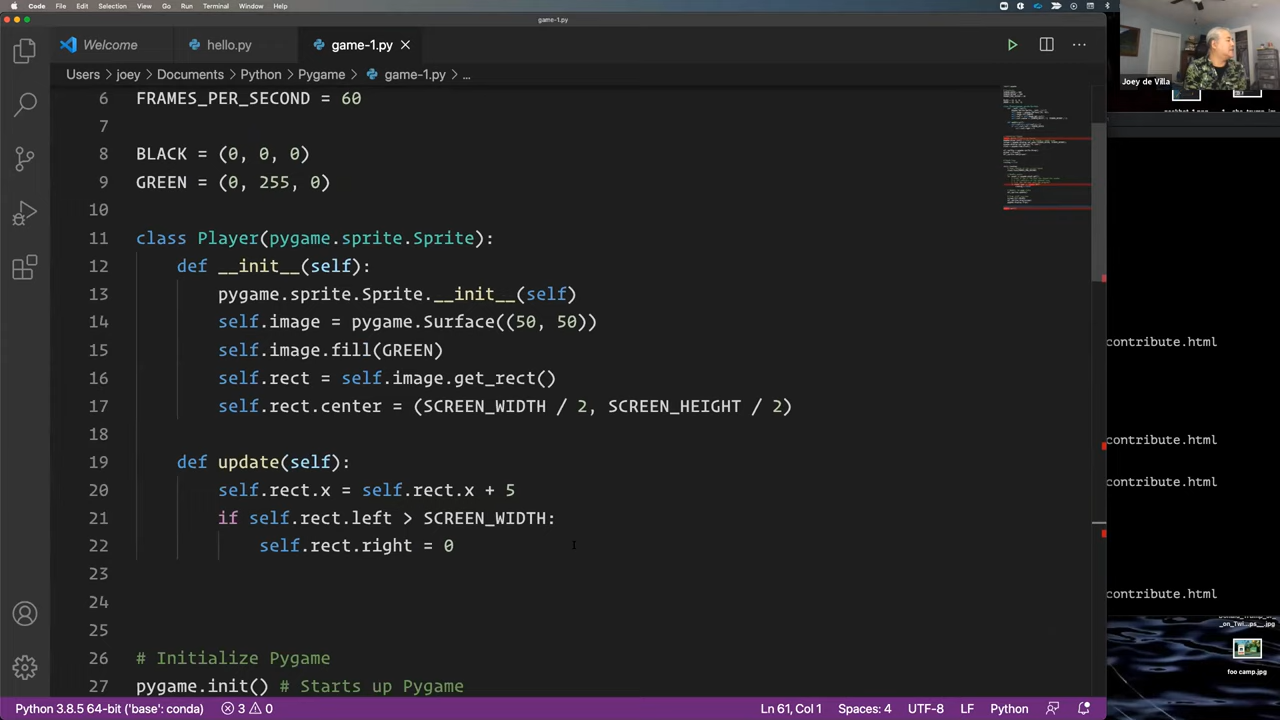 Code File Edit Selection View Go Run Terminal Window Help
game-1.py
Welcome
hello.py
game-1.py
Users > joey > Documents > Python > Pygame > game-1.py > ...
6 FRAMES_PER_SECOND = 60
7
8 BLACK = (0, 0, 0)
9 GREEN = (0, 255, 0)
10
11 class Player(pygame.sprite.Sprite):
12 def __init__(self):
13 pygame.sprite.Sprite.__init__(self)
14 self.image = pygame.Surface((50, 50))
15 self.image.fill(GREEN)
16 self.rect = self.image.get_rect()
17 self.rect.center = (SCREEN_WIDTH / 2, SCREEN_HEIGHT / 2)
18
19 def update(self):
20 self.rect.x = self.rect.x + 5
21 if self.rect.left > SCREEN_WIDTH:
22 self.rect.right = 0
23
24
25
26 # Initialize Pygame
27 pygame.init() # Starts up Pygame
Python 3.8.5 64-bit ('base': conda) 3 0 Ln 61, Col 1 Spaces: 4 UTF-8 LF Python
Joey de Villa
contribute.html
contribute.html
contribute.html
contribute.html
foo camp.jpg